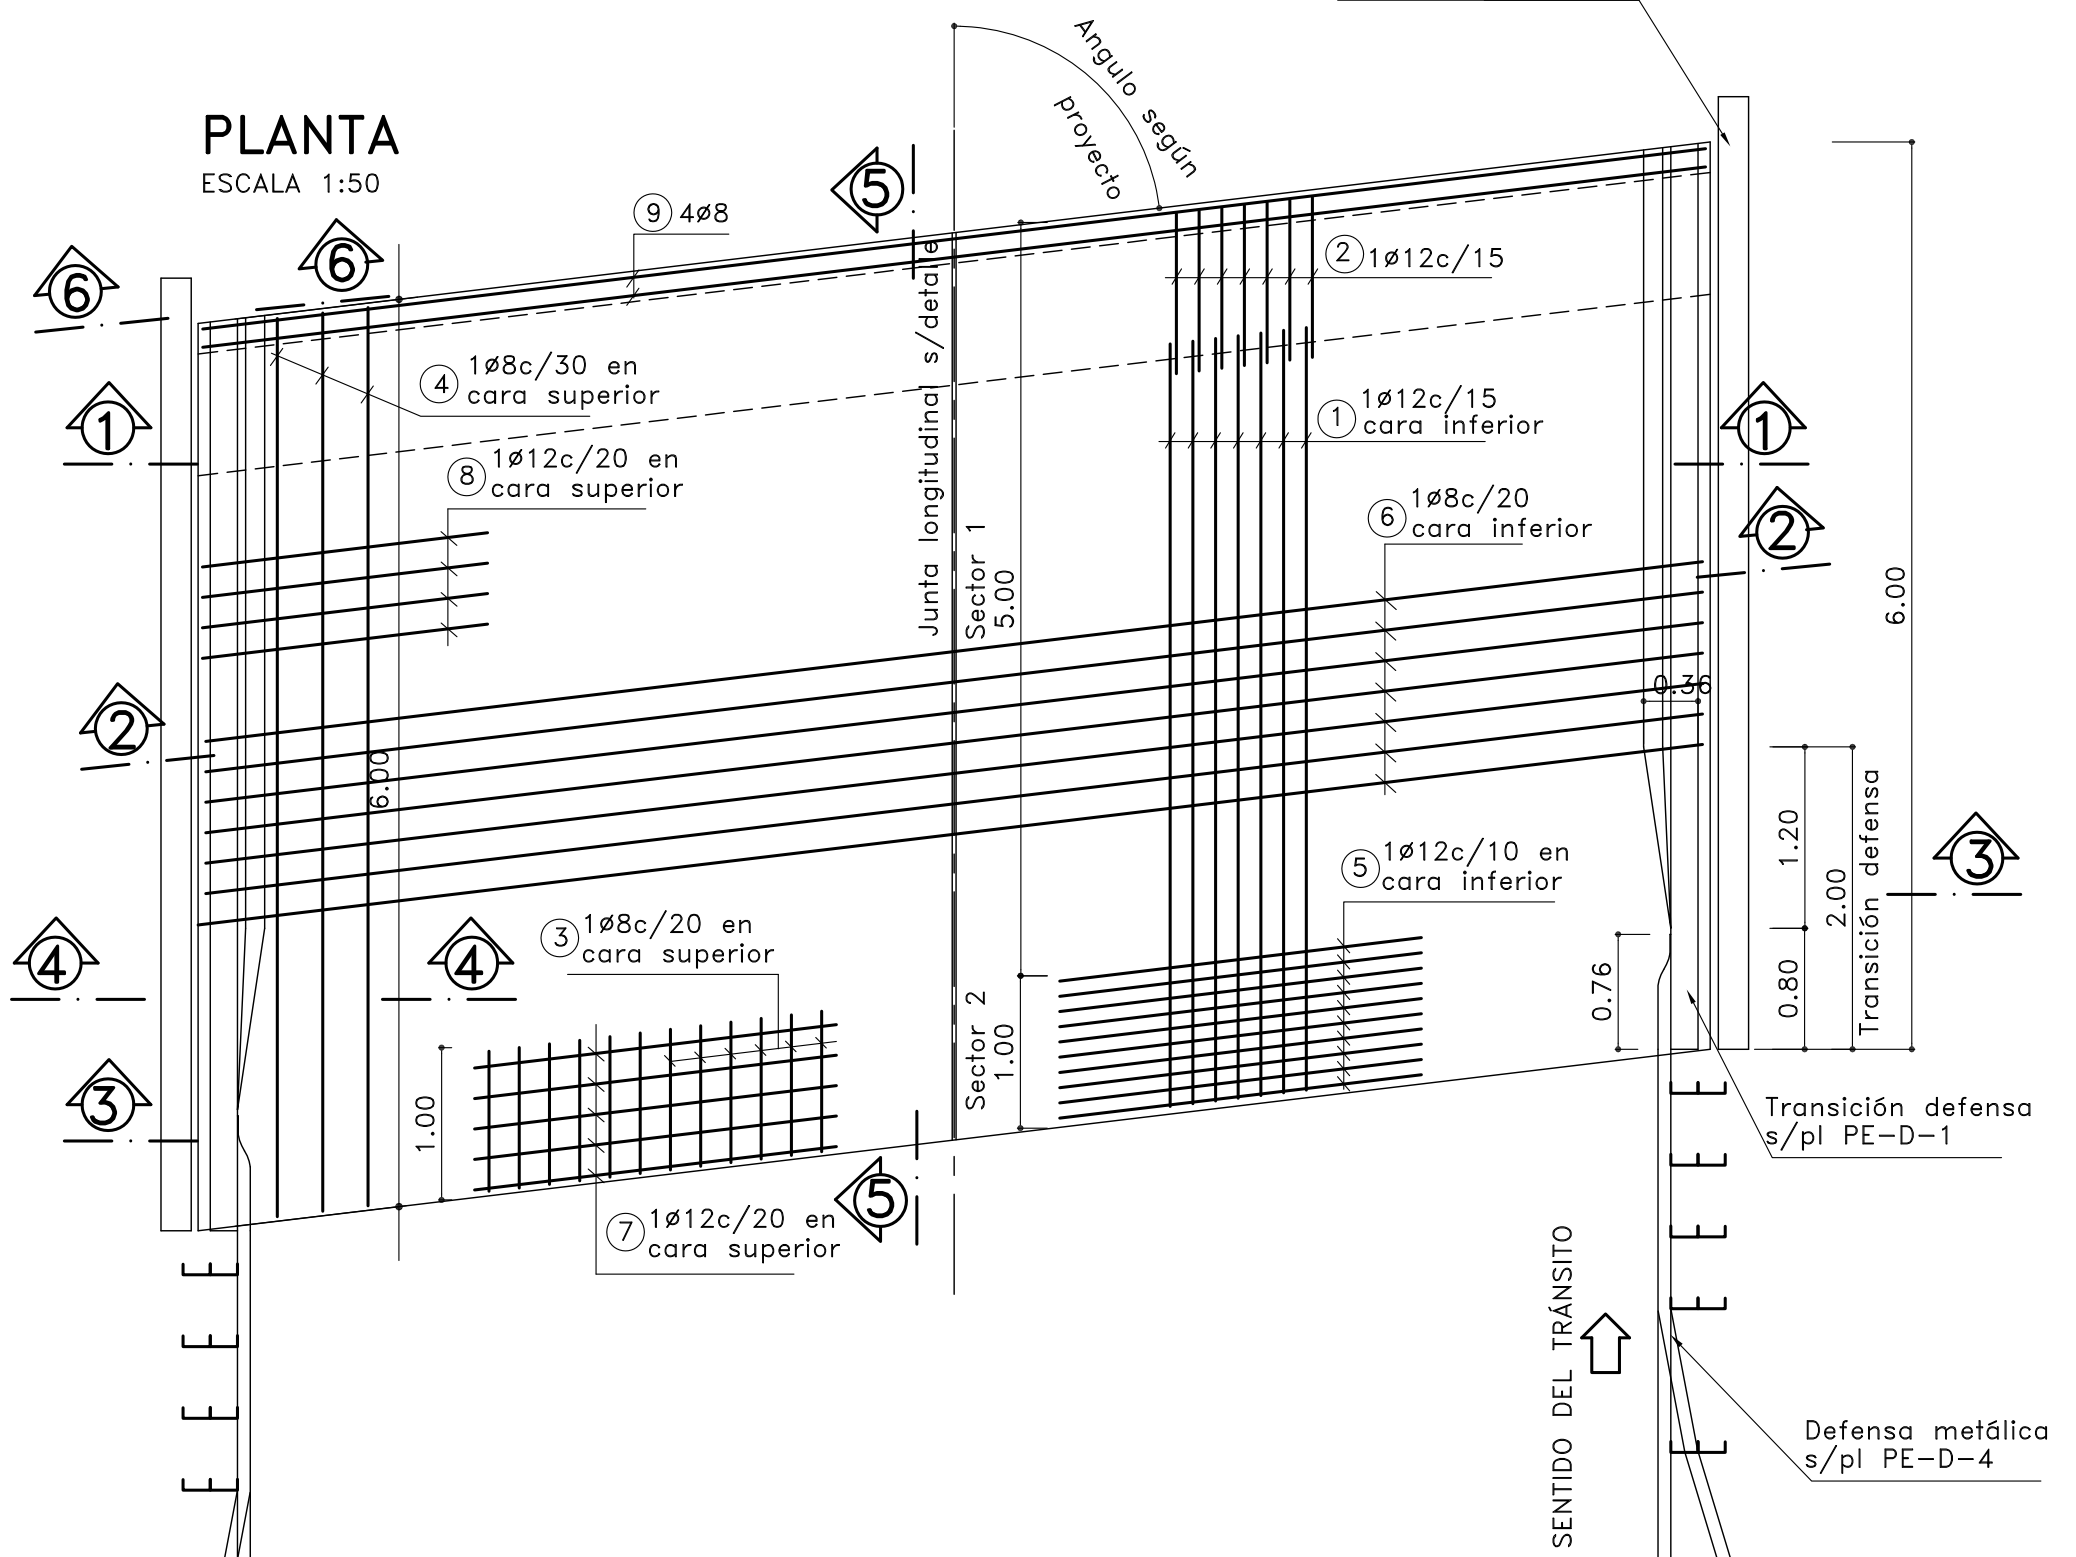 PLANTA
ESCALA 1:50
Angulo según
proyecto
5
9 4ø8
6
6
2 1ø12c/15
4 1ø8c/30 en
cara superior
1
1 1ø12c/15
cara inferior
1
8 1ø12c/20 en
cara superior
6 1ø8c/20
cara inferior
2
Junta longitudinal s/detalle
Sector 1
5.00
6.00
0.36
2
6.00
1.20
2.00
Transición defensa
3
5 1ø12c/10 en
cara inferior
3 1ø8c/20 en
cara superior
4
4
0.76
0.80
Sector 2
1.00
1.00
3
Transición defensa
s/pl PE-D-1
5
7 1ø12c/20 en
cara superior
SENTIDO DEL TRÁNSITO
Defensa metálica
s/pl PE-D-4